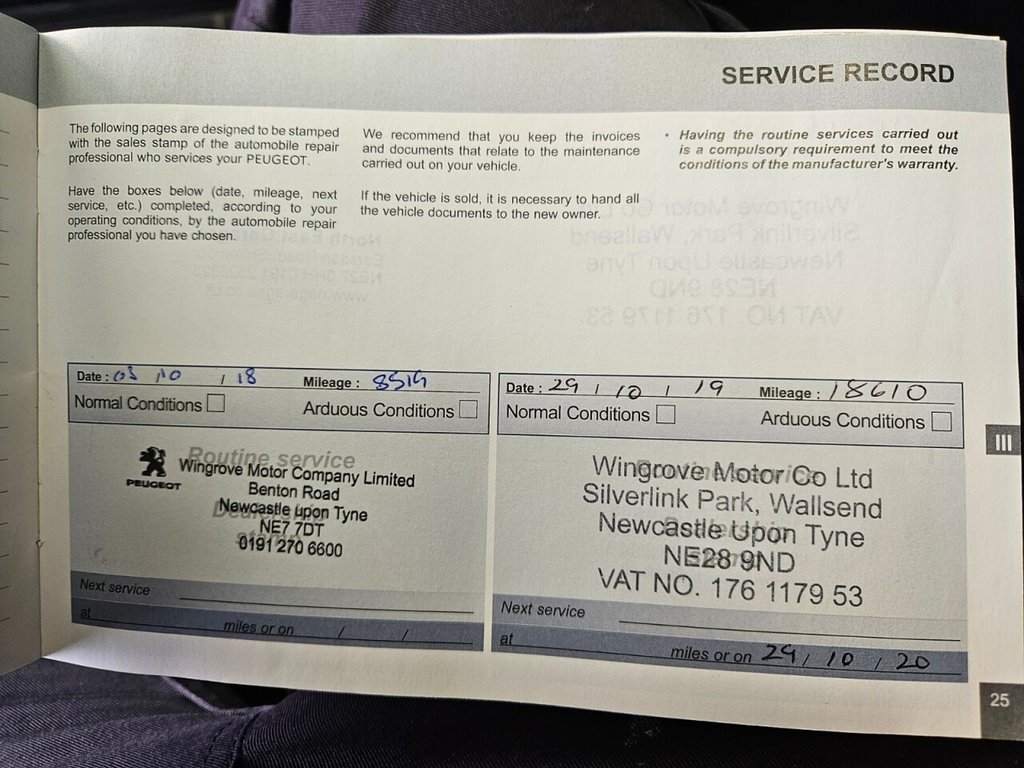 SERVICE RECORD
The following pages are designed to be stamped
with the sales stamp of the automobile repair
professional who services your PEUGEOT.
Have the boxes below (date, mileage, next
service, etc.) completed, according to your
operating conditions, by the automobile repair
professional you have chosen.
We recommend that you keep the invoices
and documents that relate to the maintenance
carried out on your vehicle.
If the vehicle is sold, it is necessary to hand all
the vehicle documents to the new owner.
• Having the routine services carried out
is a compulsory requirement to meet the
conditions of the manufacturer's warranty.
Date : 03 / 10 / 18 Mileage :
Normal Conditions Arduous Conditions
Routine service
PEUGEOT
Wingrove Motor Company Limited
Benton Road
Newcastle upon Tyne
NE7 7DT
0191 270 6600
Next service
at miles or on / /
Date : 29 / 10 / 19 Mileage : 18610
Normal Conditions Arduous Conditions
Wingrove Motor Co Ltd
Silverlink Park, Wallsend
Newcastle Upon Tyne
NE28 9ND
VAT NO. 176 1179 53
Next service
at miles or on 29 / 10 / 20
III
25